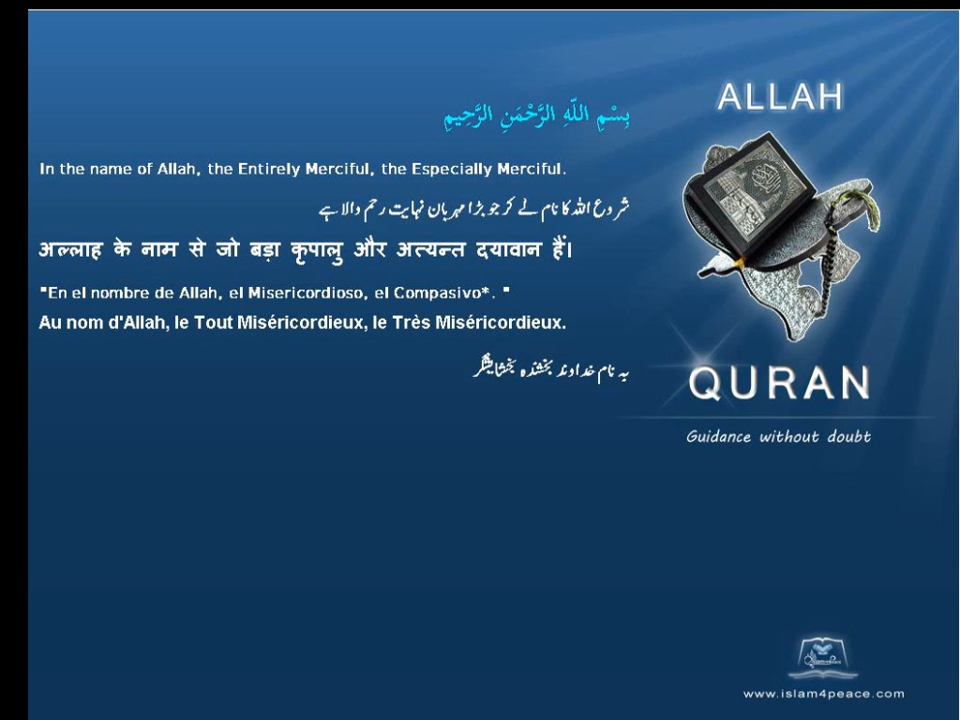 بِسْمِ اللَّهِ الرَّحْمَنِ الرَّحِيمِ
In the name of Allah, the Entirely Merciful, the Especially Merciful.
شروع الله کا نام لے کر جو بڑا مہربان نہایت رحم والا ہے
अल्लाह के नाम से जो बड़ा कृपालु और अत्यन्त दयावान हैं।
"En el nombre de Allah, el Misericordioso, el Compasivo*. "
Au nom d'Allah, le Tout Miséricordieux, le Très Miséricordieux.
به نام خداوند بخشنده بخشایشگر
ALLAH
QURAN
Guidance without doubt
www.islam4peace.com